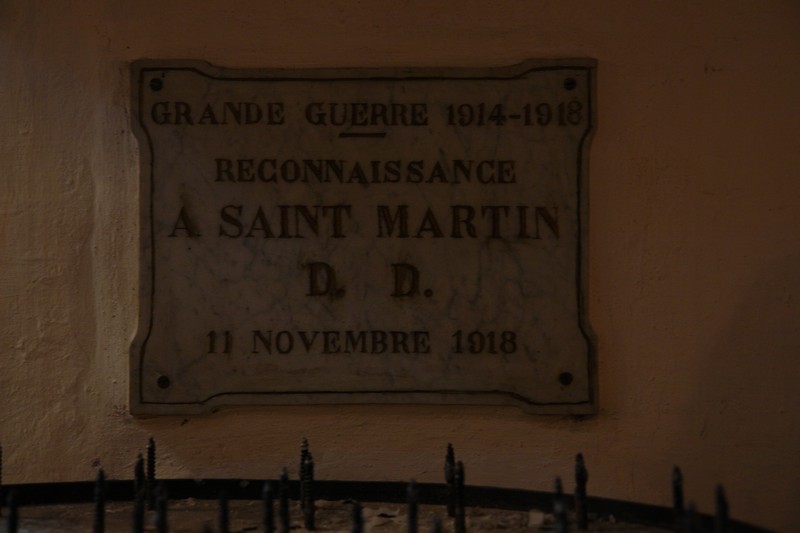 GRANDE GUERRE 1914-1918
RECONNAISSANCE
A SAINT MARTIN
D. D.
11 NOVEMBRE 1918